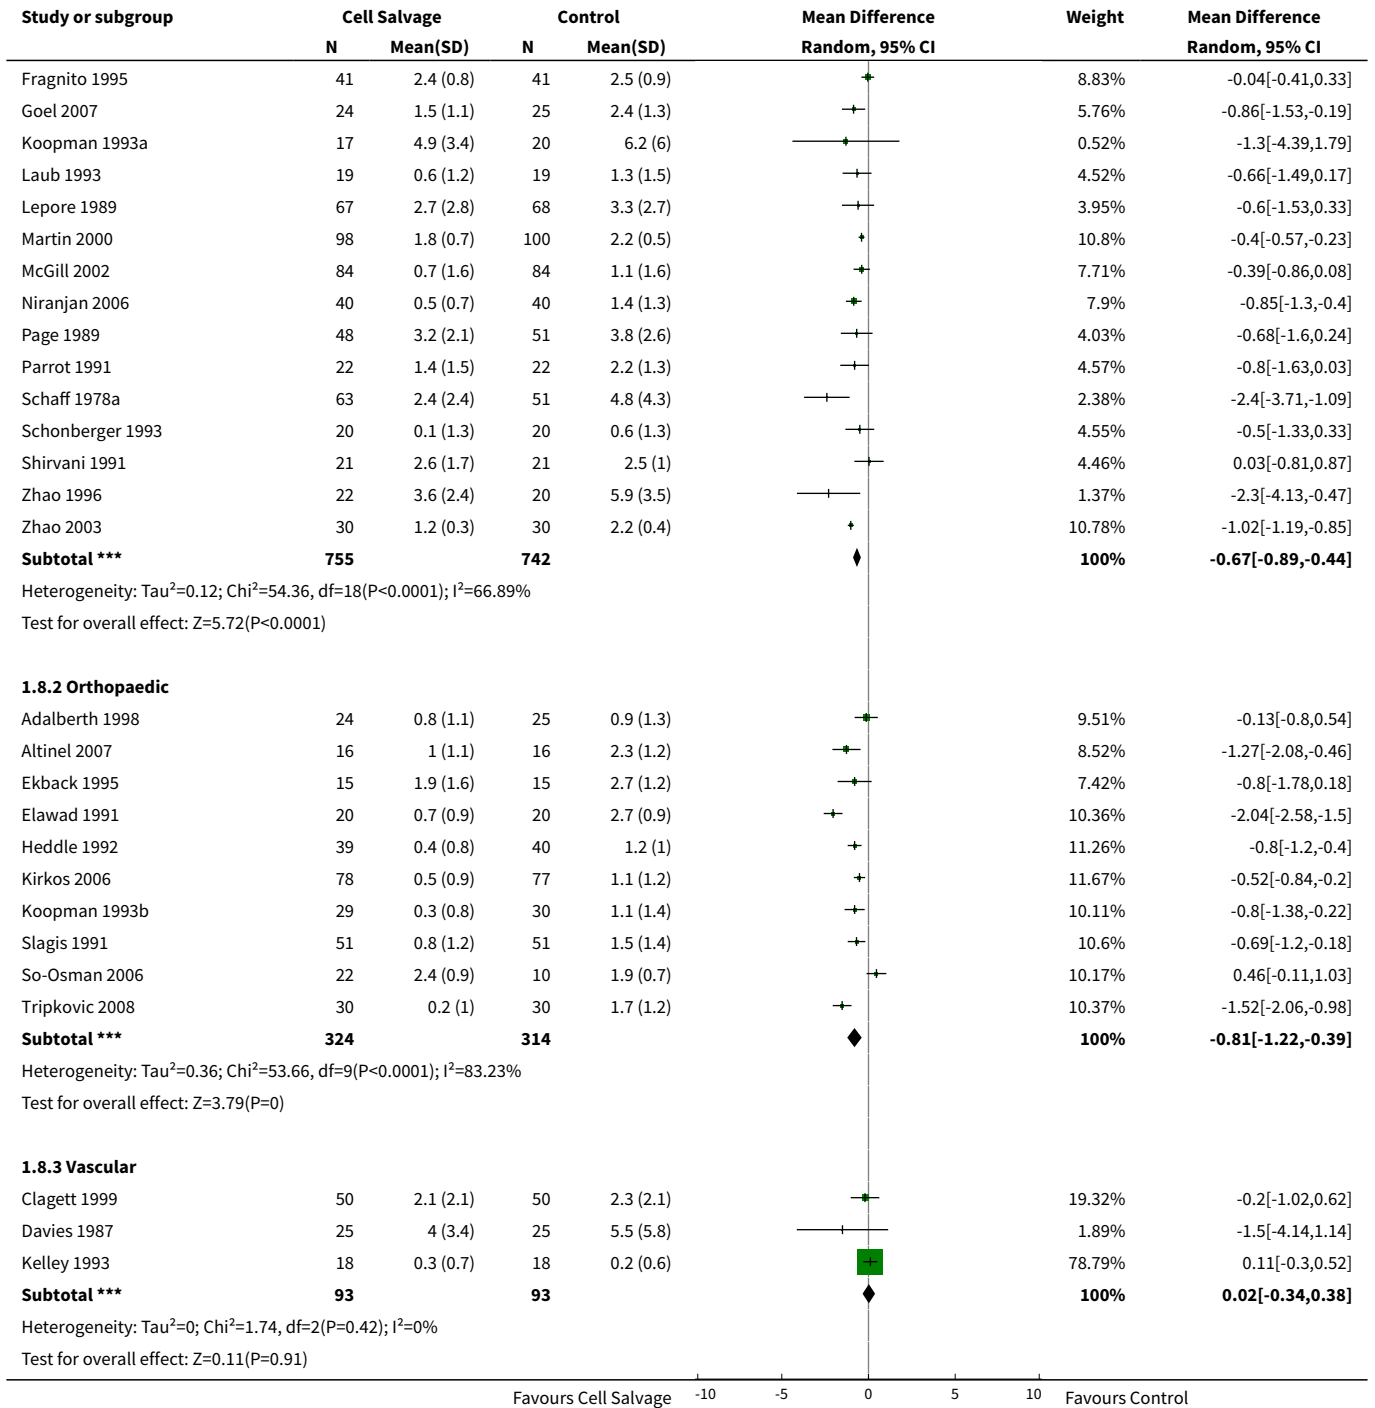 Study or subgroup Cell Salvage Control Mean Difference Weight Mean Difference
N Mean(SD) N Mean(SD) Random, 95% CI Random, 95% CI
Fragnito 1995 41 2.4 (0.8) 41 2.5 (0.9) 8.83% -0.04[-0.41,0.33]
Goel 2007 24 1.5 (1.1) 25 2.4 (1.3) 5.76% -0.86[-1.53,-0.19]
Koopman 1993a 17 4.9 (3.4) 20 6.2 (6) 0.52% -1.3[-4.39,1.79]
Laub 1993 19 0.6 (1.2) 19 1.3 (1.5) 4.52% -0.66[-1.49,0.17]
Lepore 1989 67 2.7 (2.8) 68 3.3 (2.7) 3.95% -0.6[-1.53,0.33]
Martin 2000 98 1.8 (0.7) 100 2.2 (0.5) 10.8% -0.4[-0.57,-0.23]
McGill 2002 84 0.7 (1.6) 84 1.1 (1.6) 7.71% -0.39[-0.86,0.08]
Niranjan 2006 40 0.5 (0.7) 40 1.4 (1.3) 7.9% -0.85[-1.3,-0.4]
Page 1989 48 3.2 (2.1) 51 3.8 (2.6) 4.03% -0.68[-1.6,0.24]
Parrot 1991 22 1.4 (1.5) 22 2.2 (1.3) 4.57% -0.8[-1.63,0.03]
Schaff 1978a 63 2.4 (2.4) 51 4.8 (4.3) 2.38% -2.4[-3.71,-1.09]
Schonberger 1993 20 0.1 (1.3) 20 0.6 (1.3) 4.55% -0.5[-1.33,0.33]
Shirvani 1991 21 2.6 (1.7) 21 2.5 (1) 4.46% 0.03[-0.81,0.87]
Zhao 1996 22 3.6 (2.4) 20 5.9 (3.5) 1.37% -2.3[-4.13,-0.47]
Zhao 2003 30 1.2 (0.3) 30 2.2 (0.4) 10.78% -1.02[-1.19,-0.85]
Subtotal *** 755 742 100% -0.67[-0.89,-0.44]
Heterogeneity: Tau²=0.12; Chi²=54.36, df=18(P<0.0001); I²=66.89%
Test for overall effect: Z=5.72(P<0.0001)
1.8.2 Orthopaedic
Adalberth 1998 24 0.8 (1.1) 25 0.9 (1.3) 9.51% -0.13[-0.8,0.54]
Altinel 2007 16 1 (1.1) 16 2.3 (1.2) 8.52% -1.27[-2.08,-0.46]
Ekback 1995 15 1.9 (1.6) 15 2.7 (1.2) 7.42% -0.8[-1.78,0.18]
Elawad 1991 20 0.7 (0.9) 20 2.7 (0.9) 10.36% -2.04[-2.58,-1.5]
Heddle 1992 39 0.4 (0.8) 40 1.2 (1) 11.26% -0.8[-1.2,-0.4]
Kirkos 2006 78 0.5 (0.9) 77 1.1 (1.2) 11.67% -0.52[-0.84,-0.2]
Koopman 1993b 29 0.3 (0.8) 30 1.1 (1.4) 10.11% -0.8[-1.38,-0.22]
Slagis 1991 51 0.8 (1.2) 51 1.5 (1.4) 10.6% -0.69[-1.2,-0.18]
So-Osman 2006 22 2.4 (0.9) 10 1.9 (0.7) 10.17% 0.46[-0.11,1.03]
Tripkovic 2008 30 0.2 (1) 30 1.7 (1.2) 10.37% -1.52[-2.06,-0.98]
Subtotal *** 324 314 100% -0.81[-1.22,-0.39]
Heterogeneity: Tau²=0.36; Chi²=53.66, df=9(P<0.0001); I²=83.23%
Test for overall effect: Z=3.79(P=0)
1.8.3 Vascular
Clagett 1999 50 2.1 (2.1) 50 2.3 (2.1) 19.32% -0.2[-1.02,0.62]
Davies 1987 25 4 (3.4) 25 5.5 (5.8) 1.89% -1.5[-4.14,1.14]
Kelley 1993 18 0.3 (0.7) 18 0.2 (0.6) 78.79% 0.11[-0.3,0.52]
Subtotal *** 93 93 100% 0.02[-0.34,0.38]
Heterogeneity: Tau²=0; Chi²=1.74, df=2(P=0.42); I²=0%
Test for overall effect: Z=0.11(P=0.91)
Favours Cell Salvage -10 -5 0 5 10 Favours Control